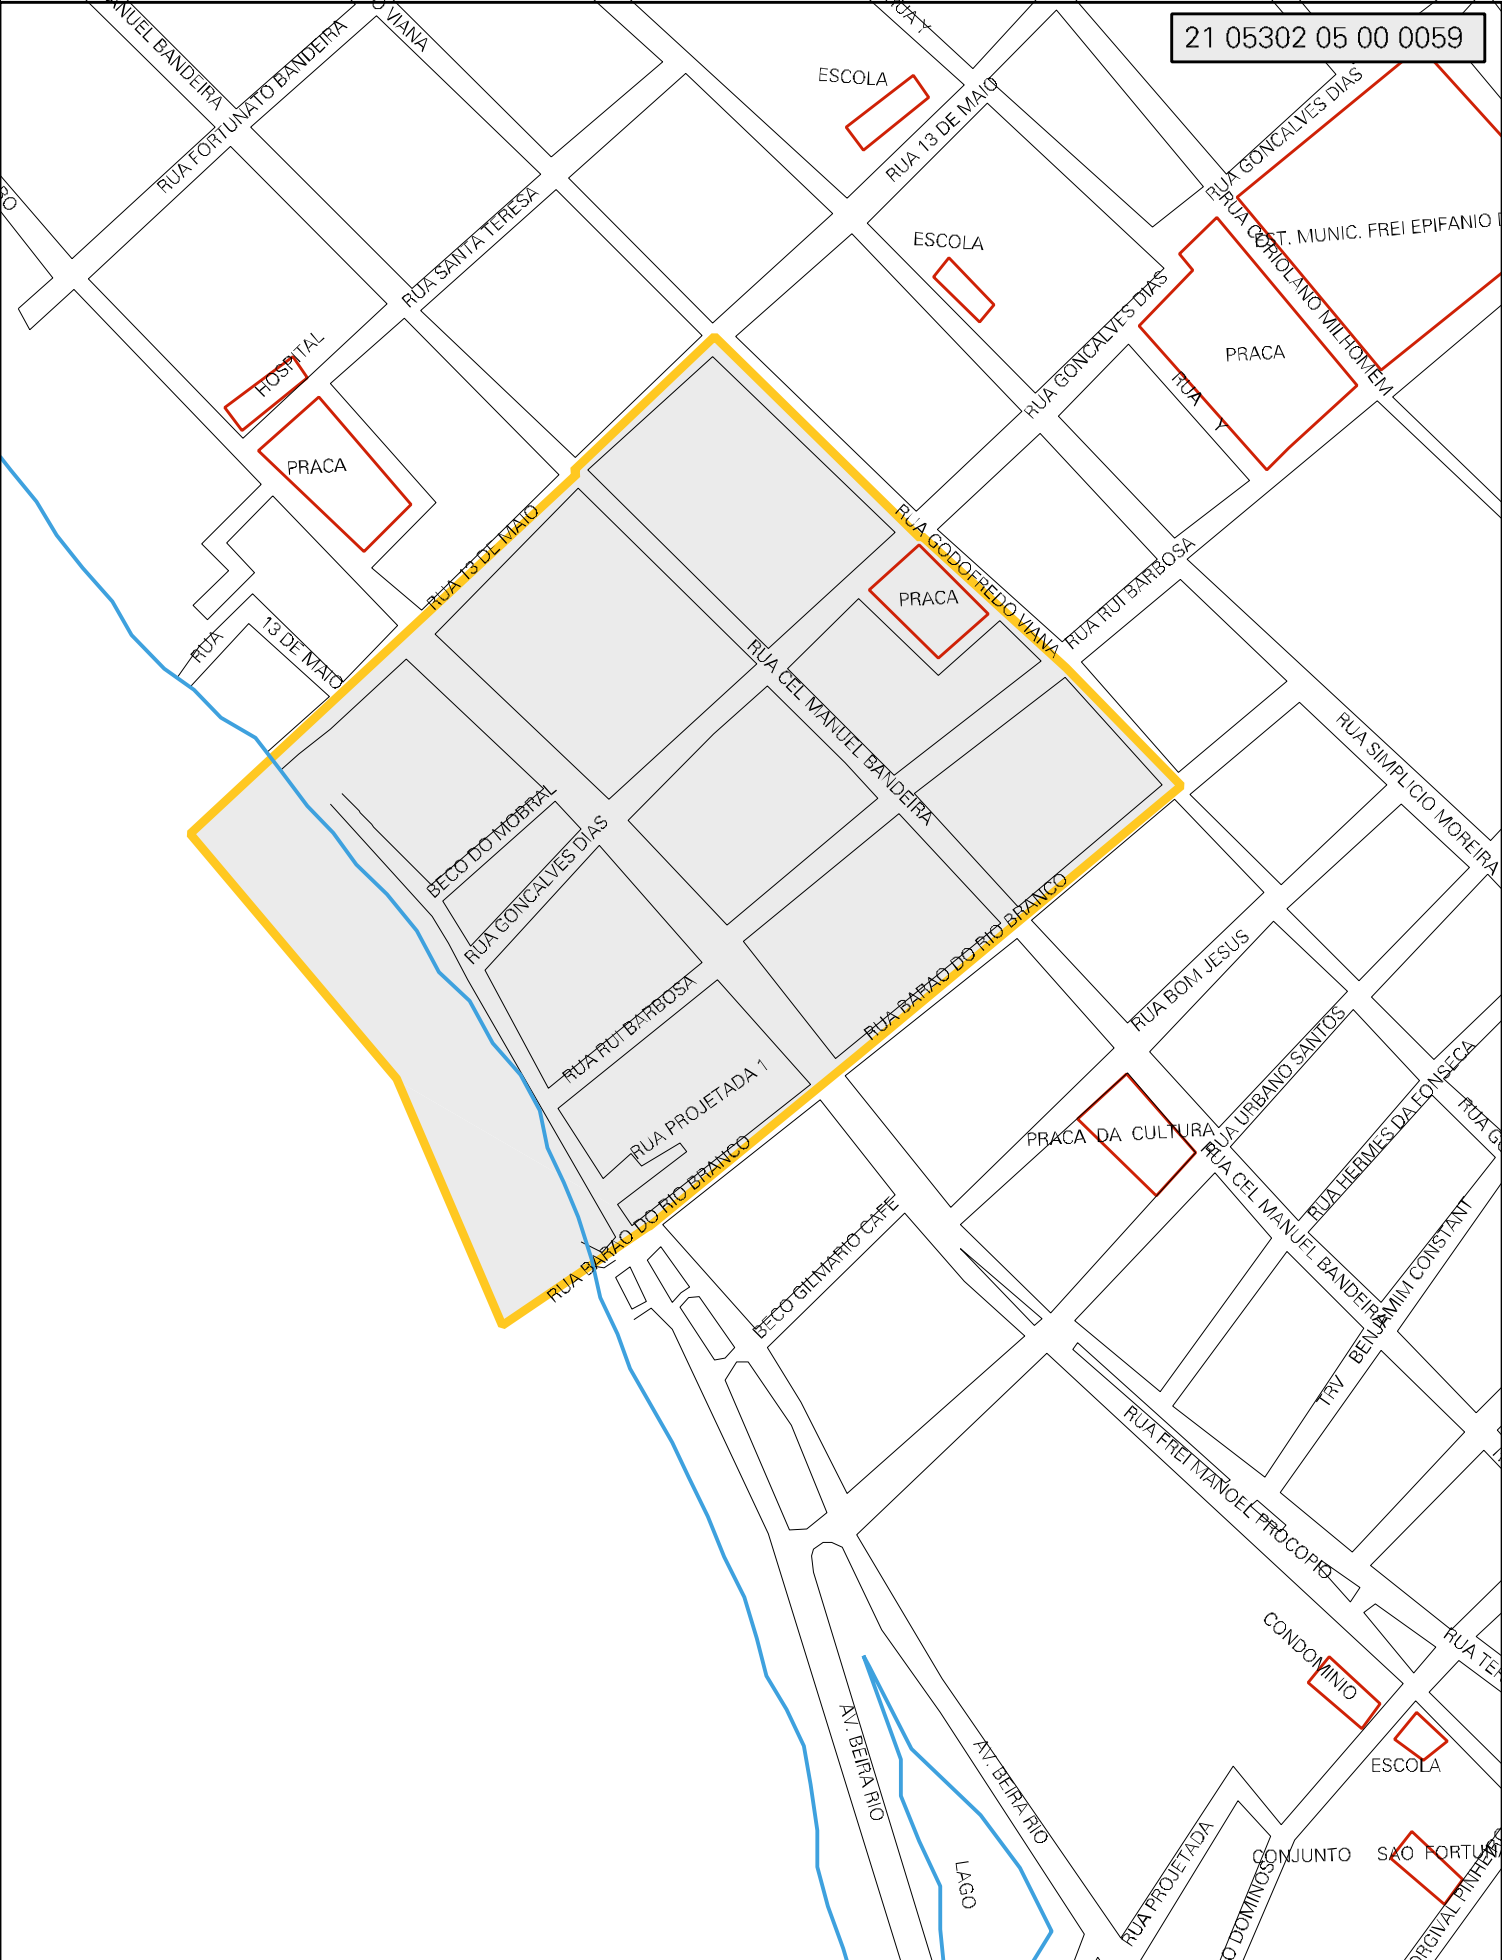 21 05302 05 00 0059
RUA Y
ESCOLA
RUA FORTUNATO BANDEIRA
RUA 13 DE MAIO
RUA GONCALVES DIAS
RUA SANTA TERESA
ESCOLA
RUA CORIOLANO MILHOMEM
EST. MUNIC. FREI EPIFANIO
PRACA
RUA Y
RUA GONCALVES DIAS
HOSPITAL
PRACA
RUA 13 DE MAIO
RUA GODOFREDO VIANA
RUA RUI BARBOSA
PRACA
RUA
13 DE MAIO
RUA CEL MANUEL BANDEIRA
RUA SIMPLICIO MOREIRA
BECO DO MOBRAL
RUA GONCALVES DIAS
RUA BARAO DO RIO BRANCO
RUA BOM JESUS
RUA RUI BARBOSA
RUA URBANO SANTOS
RUA HERMES DA FONSECA
RUA PROJETADA 1
PRACA DA CULTURA
RUA CEL MANUEL BANDEIRA
RUA BARAO DO RIO BRANCO
BECO GILMARIO CAFE
TRV BENJAMIM CONSTANT
RUA FREI MANOEL PROCOPIO
CONDOMINIO
ESCOLA
AV. BEIRA RIO
AV. BEIRA RIO
LAGO
RUA PROJETADA
CONJUNTO SAO